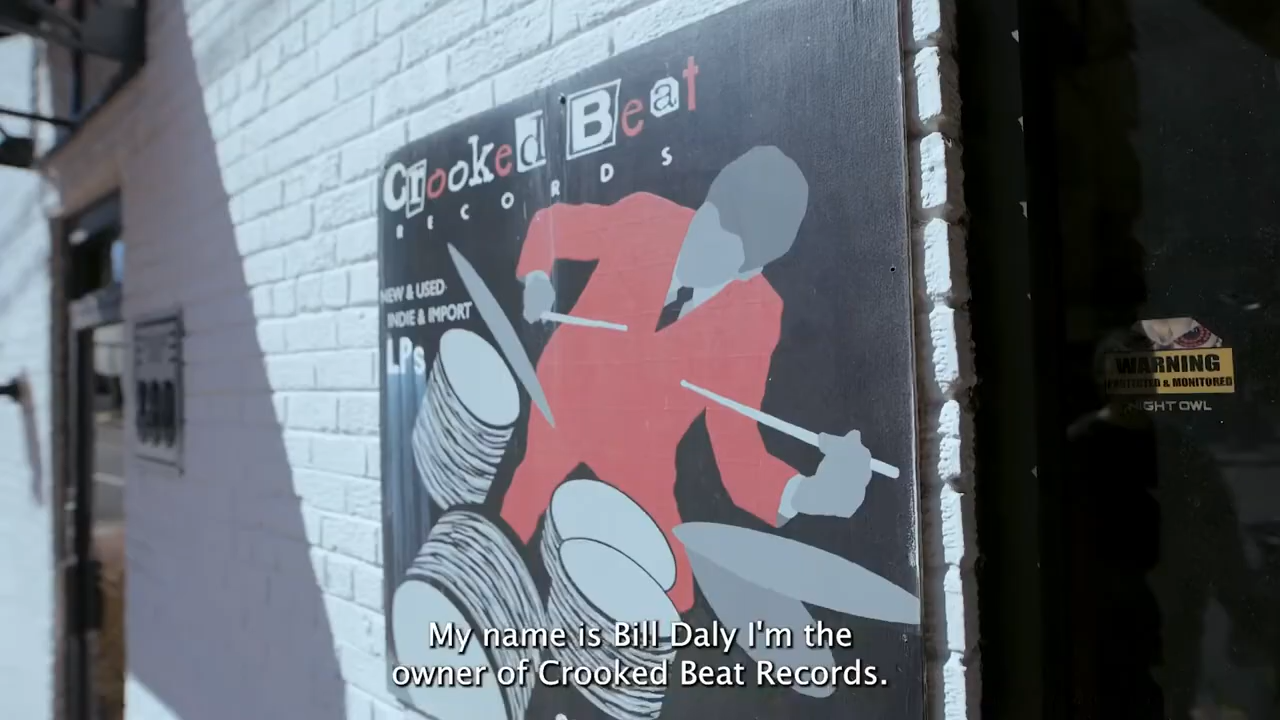 Crooked Beat
RECORDS
NEW & USED
INDIE & IMPORT
LPs
WARNING
PROTECTED & MONITORED
NIGHT OWL
My name is Bill Daly I'm the
owner of Crooked Beat Records.